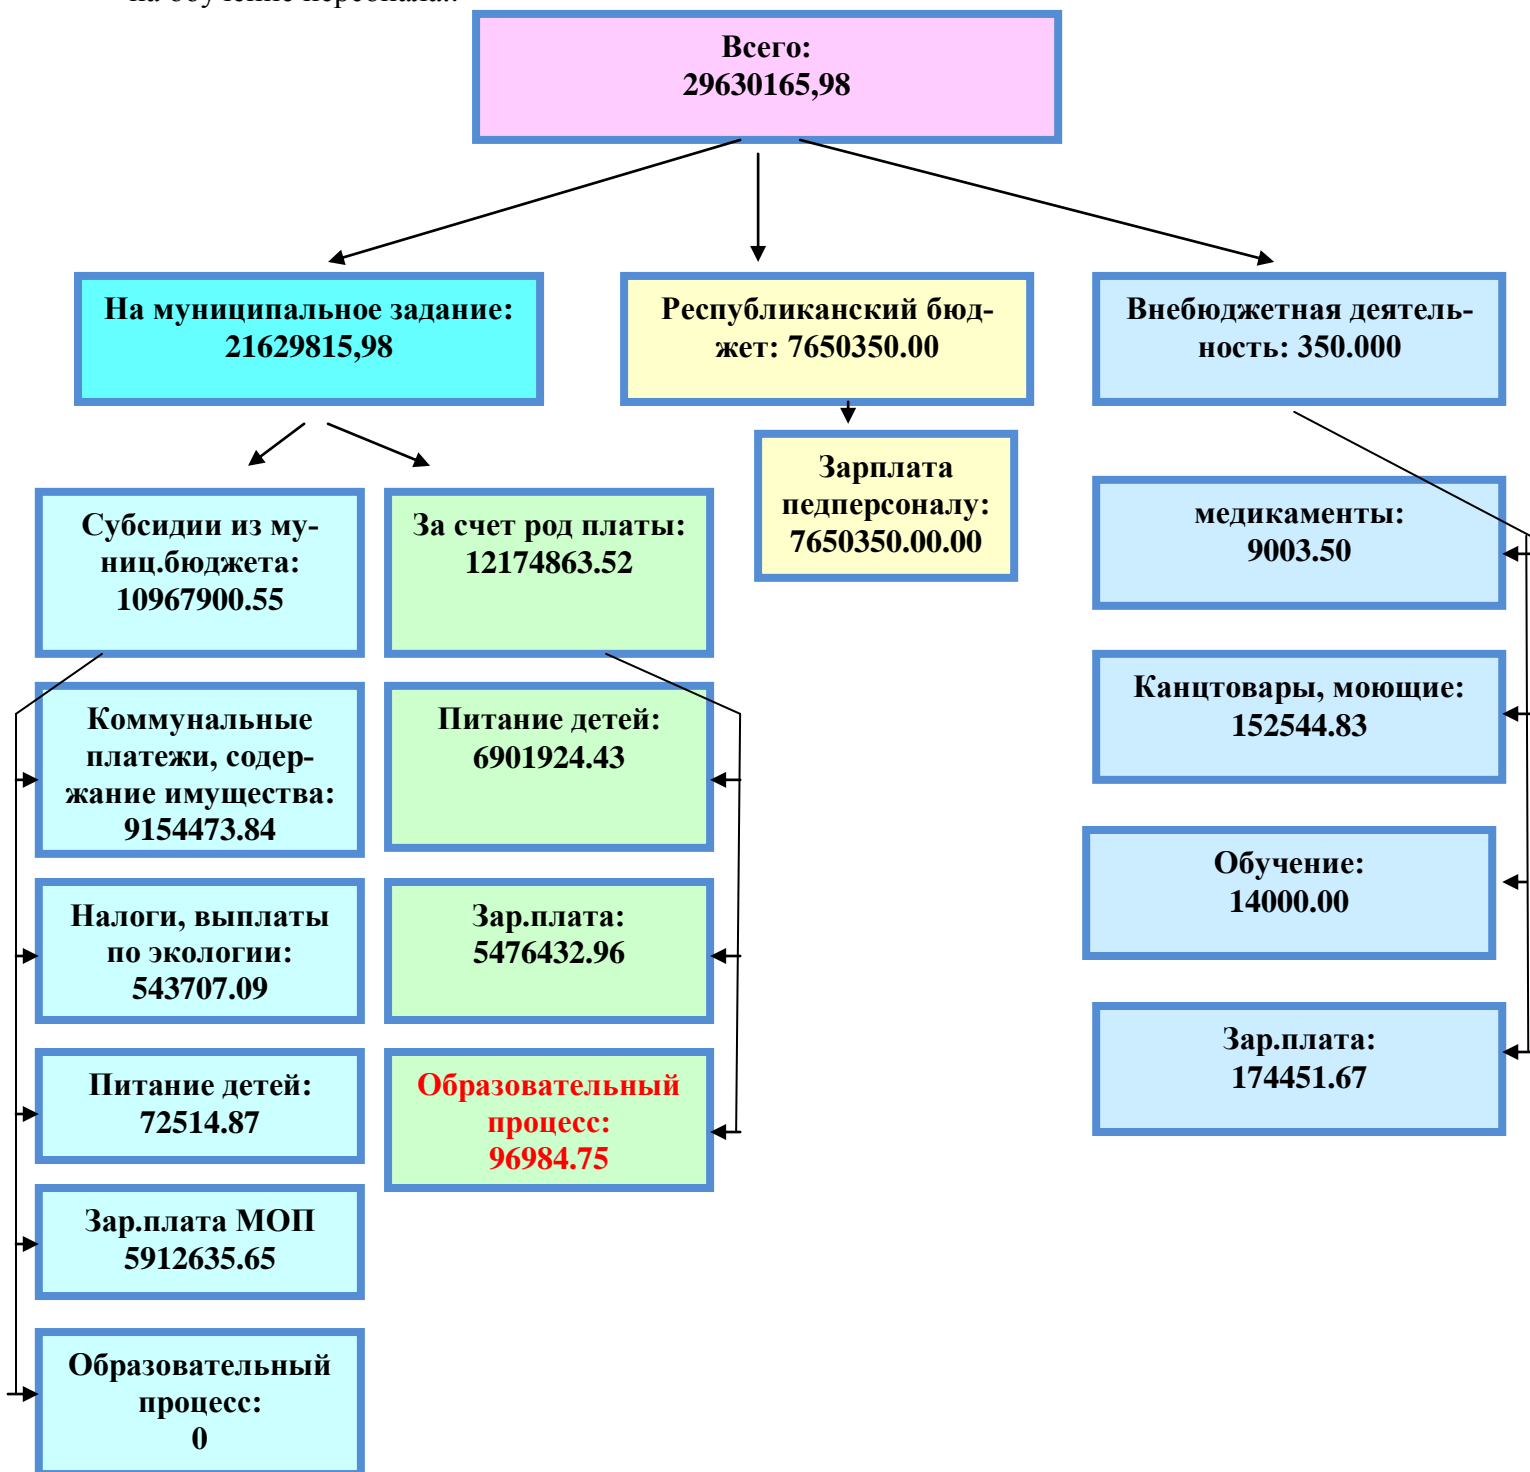 на обучение персонала..
Всего:
29630165,98
На муниципальное задание:
21629815,98
Республиканский бюд-
жет: 7650350.00
Внебюджетная деятель-
ность: 350.000
Зарплата
педперсоналу:
7650350.00.00
Субсидии из му-
ниц.бюджета:
10967900.55
За счет род платы:
12174863.52
медикаменты:
9003.50
Канцтовары, моющие:
152544.83
Обучение:
14000.00
Зар.плата:
174451.67
Коммунальные
платежи, содер-
жание имущества:
9154473.84
Питание детей:
6901924.43
Налоги, выплаты
по экологии:
543707.09
Зар.плата:
5476432.96
Питание детей:
72514.87
Образовательный
процесс:
96984.75
Зар.плата МОП
5912635.65
Образовательный
процесс:
0